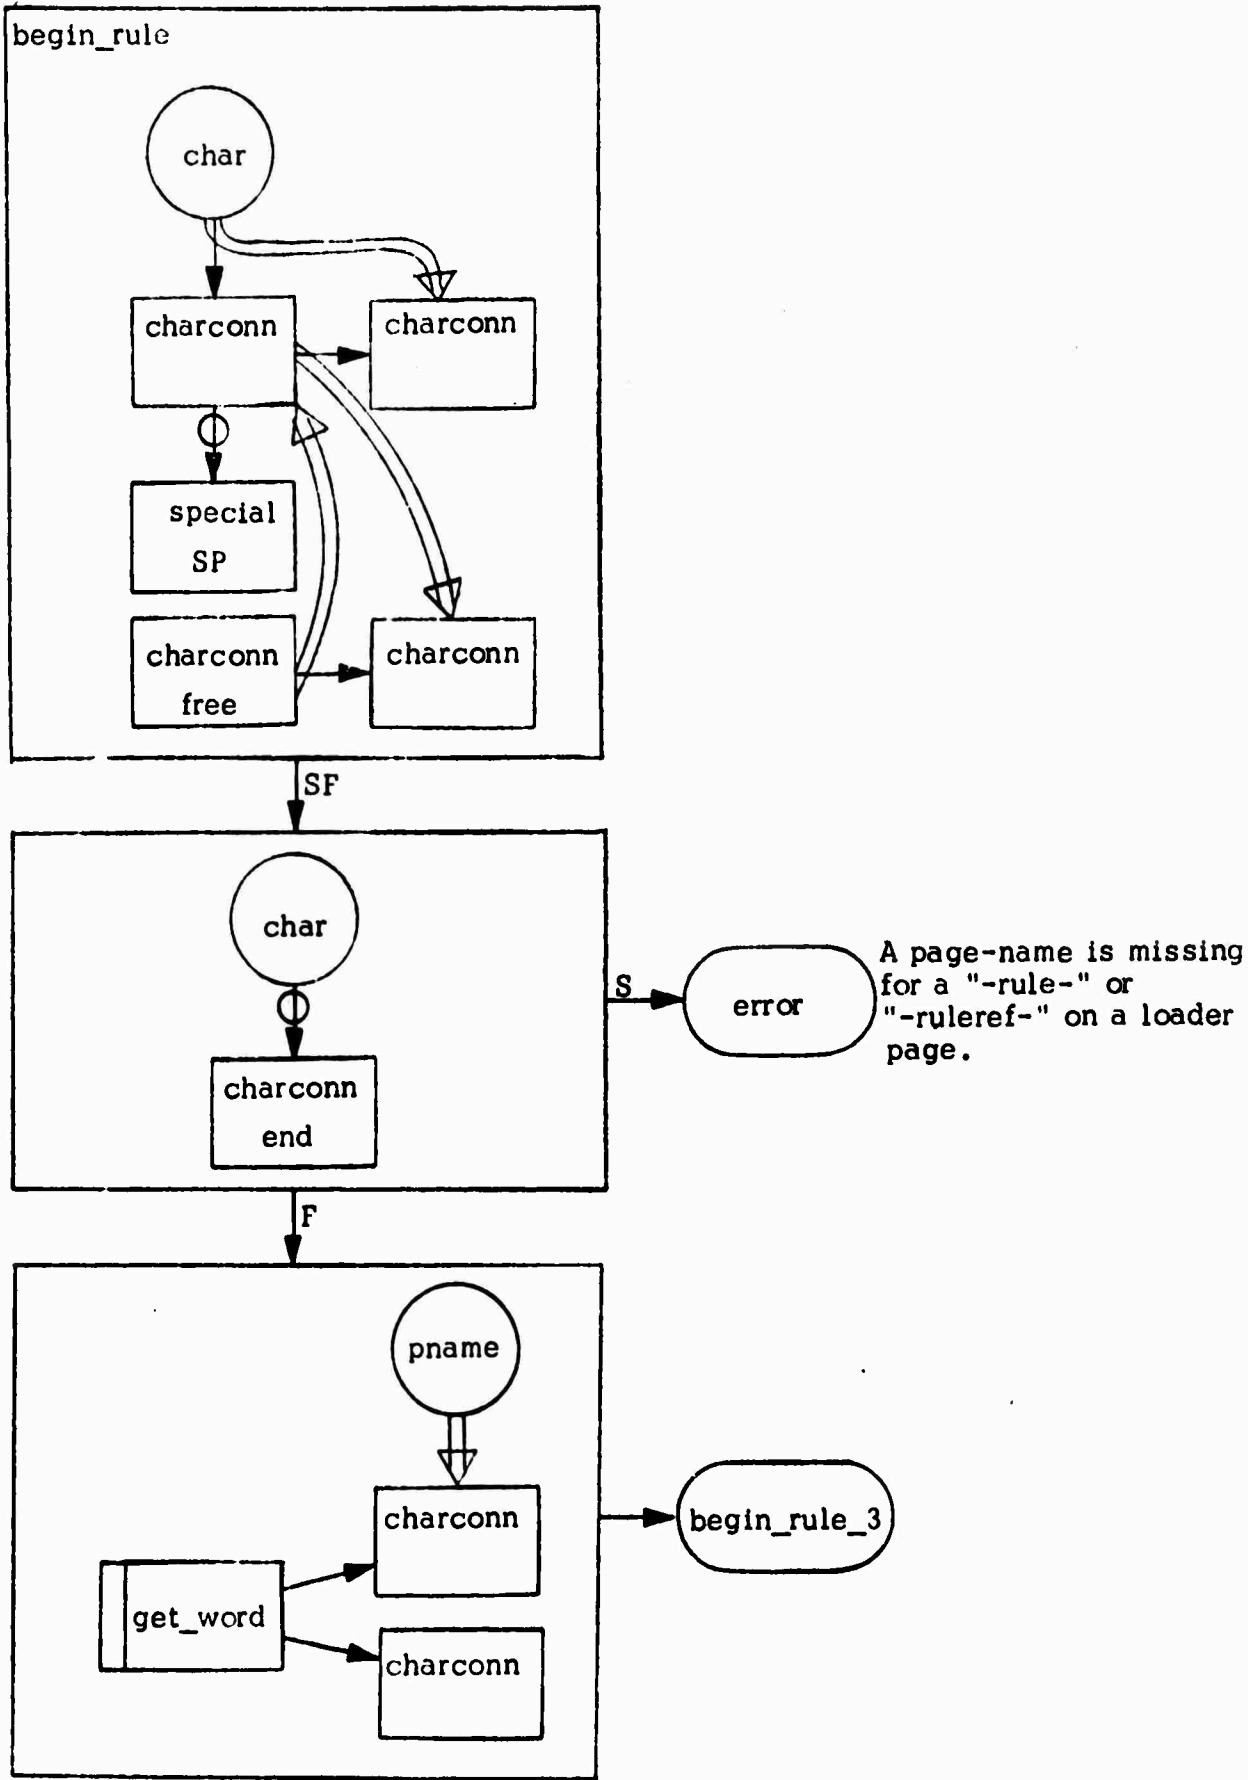 begin_rule
char
charconn
charconn
special
SP
charconn
free
charconn
SF
char
charconn
end
S
error
A page-name is missing
for a "-rule-" or
"-ruleref-" on a loader
page.
F
pname
charconn
get_word
charconn
begin_rule_3